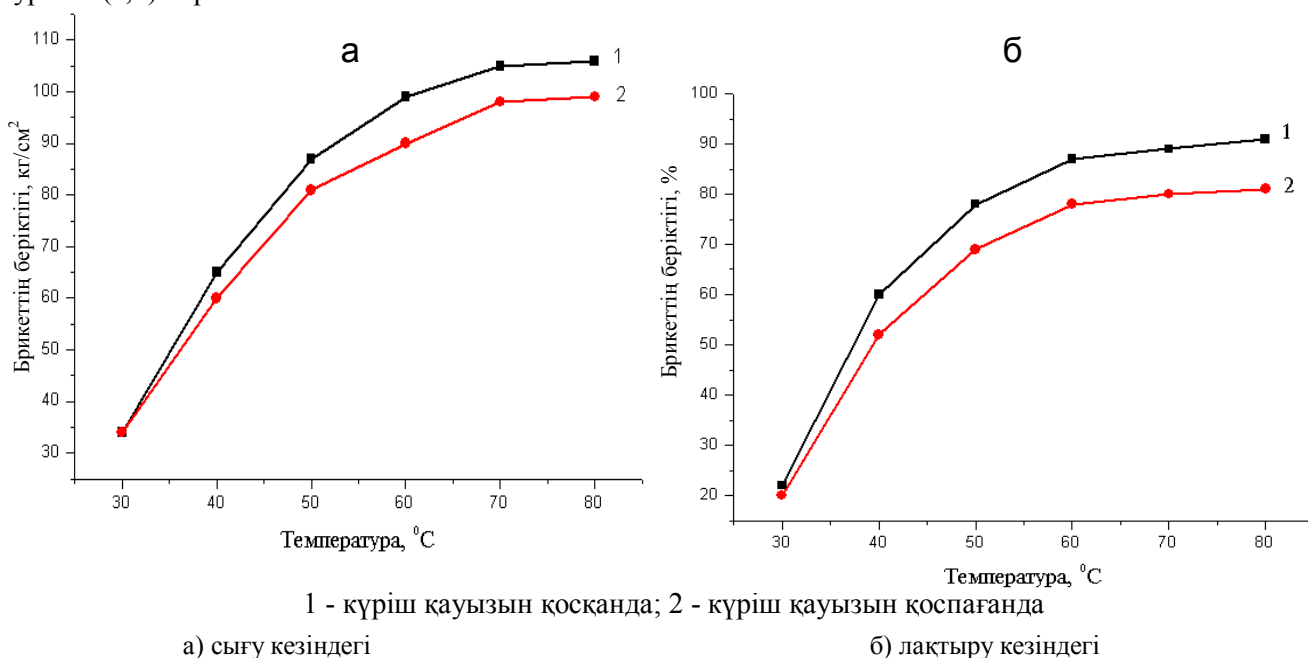 а
110
100
90
80
70
60
50
40
30
Брикеттің беріктігі, кг/см²
1
2
30 40 50 60 70 80
Температура, ⁰С
б
100
90
80
70
60
50
40
30
20
Брикеттің беріктігі, %
1
2
30 40 50 60 70 80
Температура, ⁰С
1 - күріш қауызын қосқанда; 2 - күріш қауызын қоспағанда
а) сығу кезіндегі б) лақтыру кезіндегі